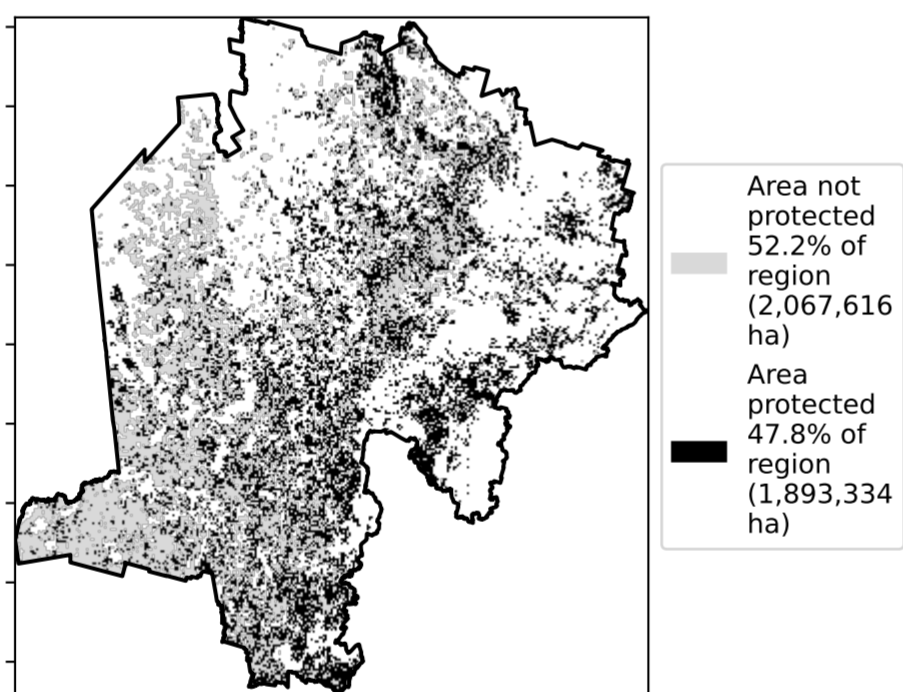 Area not
protected
52.2% of
region
(2,067,616
ha)
Area
protected
47.8% of
region
(1,893,334
ha)